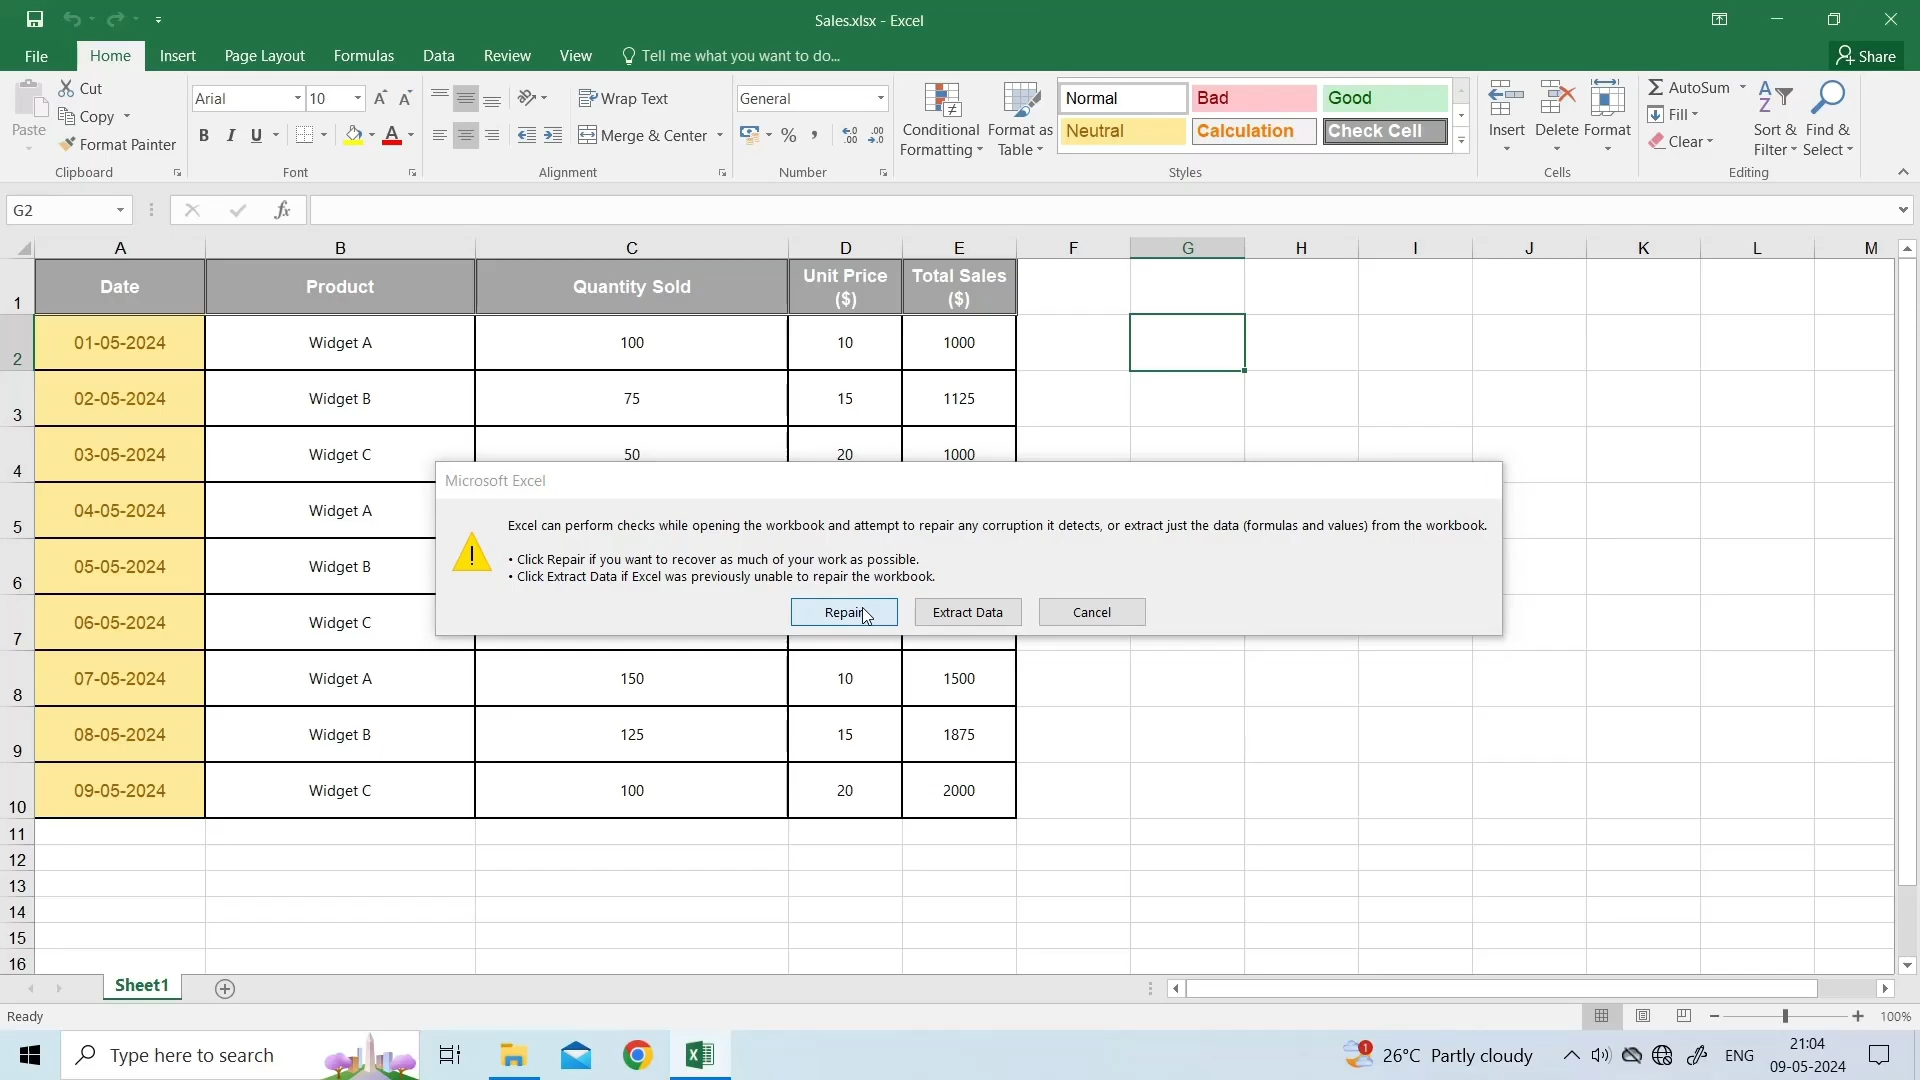 Sales.xlsx - Excel
File Home Insert Page Layout Formulas Data Review View Tell me what you want to do... Share
Paste
Cut
Copy
Format Painter
Clipboard
Arial 10 A A
B I U A
Font
Wrap Text
Merge & Center
Alignment
General
% , .0 .00 .00 .0
Number
Conditional Formatting
Format as Table
Normal Bad Good
Neutral Calculation Check Cell
Styles
Insert Delete Format
Cells
AutoSum
Fill
Clear
Sort & Filter
Find & Select
Editing
G2 fx
A B C D E F G H I J K L M
1 Date Product Quantity Sold Unit Price ($) Total Sales ($)
2 01-05-2024 Widget A 100 10 1000
3 02-05-2024 Widget B 75 15 1125
4 03-05-2024 Widget C 50 20 1000
5 04-05-2024 Widget A
6 05-05-2024 Widget B
7 06-05-2024 Widget C
8 07-05-2024 Widget A 150 10 1500
9 08-05-2024 Widget B 125 15 1875
10 09-05-2024 Widget C 100 20 2000
11
12
13
14
15
16
Microsoft Excel
Excel can perform checks while opening the workbook and attempt to repair any corruption it detects, or extract just the data (formulas and values) from the workbook.
• Click Repair if you want to recover as much of your work as possible.
• Click Extract Data if Excel was previously unable to repair the workbook.
Repair Extract Data Cancel
Sheet1
Ready 100%
Type here to search 1 26°C Partly cloudy ENG 21:04
09-05-2024